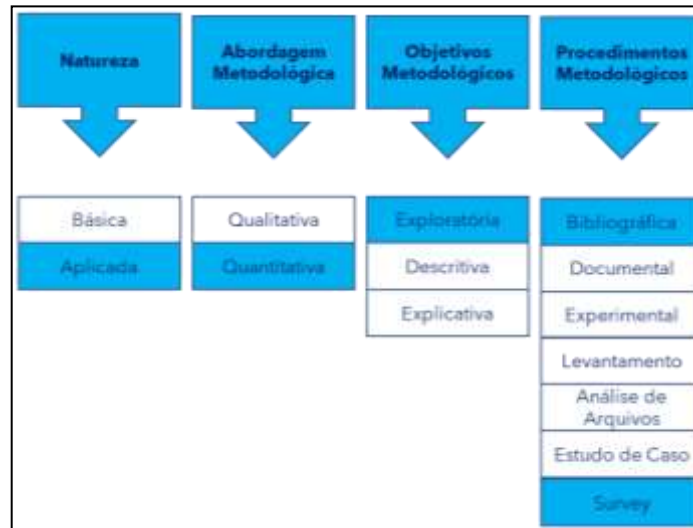 Natureza
Abordagem
Metodológica
Objetivos
Metodológicos
Procedimentos
Metodológicos
Básica
Aplicada
Qualitativa
Quantitativa
Exploratória
Descritiva
Explicativa
Bibliográfica
Documental
Experimental
Levantamento
Análise de
Arquivos
Estudo de Caso
Survey